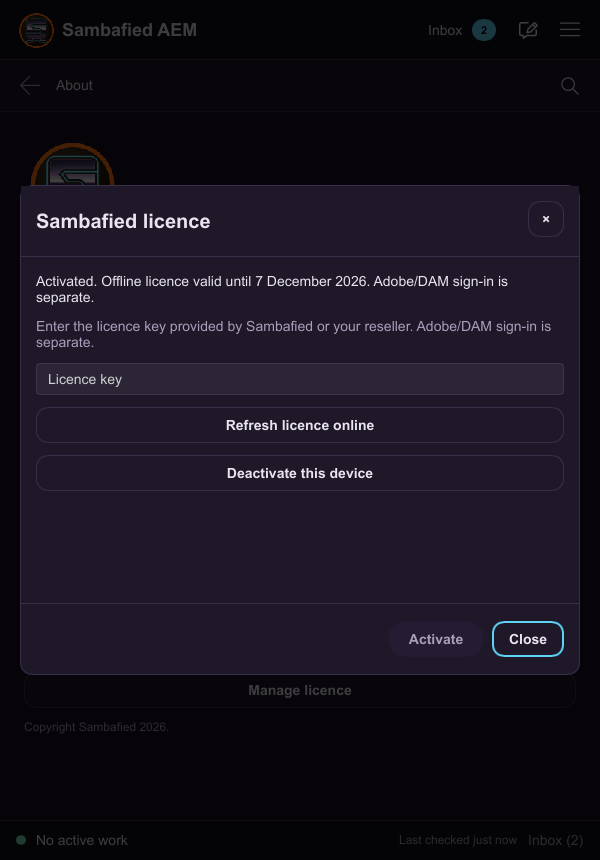 Sambafied AEM
Inbox 2
About
Sambafied licence
×
Activated. Offline licence valid until 7 December 2026. Adobe/DAM sign-in is
separate.
Enter the licence key provided by Sambafied or your reseller. Adobe/DAM sign-in is
separate.
Licence key
Refresh licence online
Deactivate this device
Activate
Close
Manage licence
Copyright Sambafied 2026.
No active work
Last checked just now
Inbox (2)